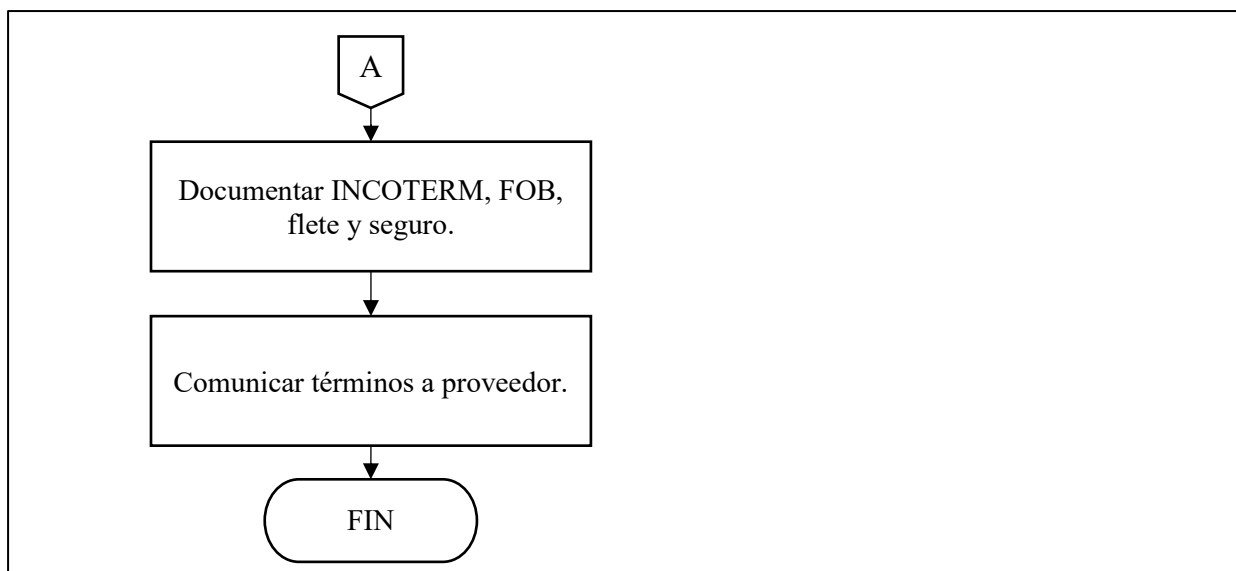 A
Documentar INCOTERM, FOB,
flete y seguro.
Comunicar términos a proveedor.
FIN